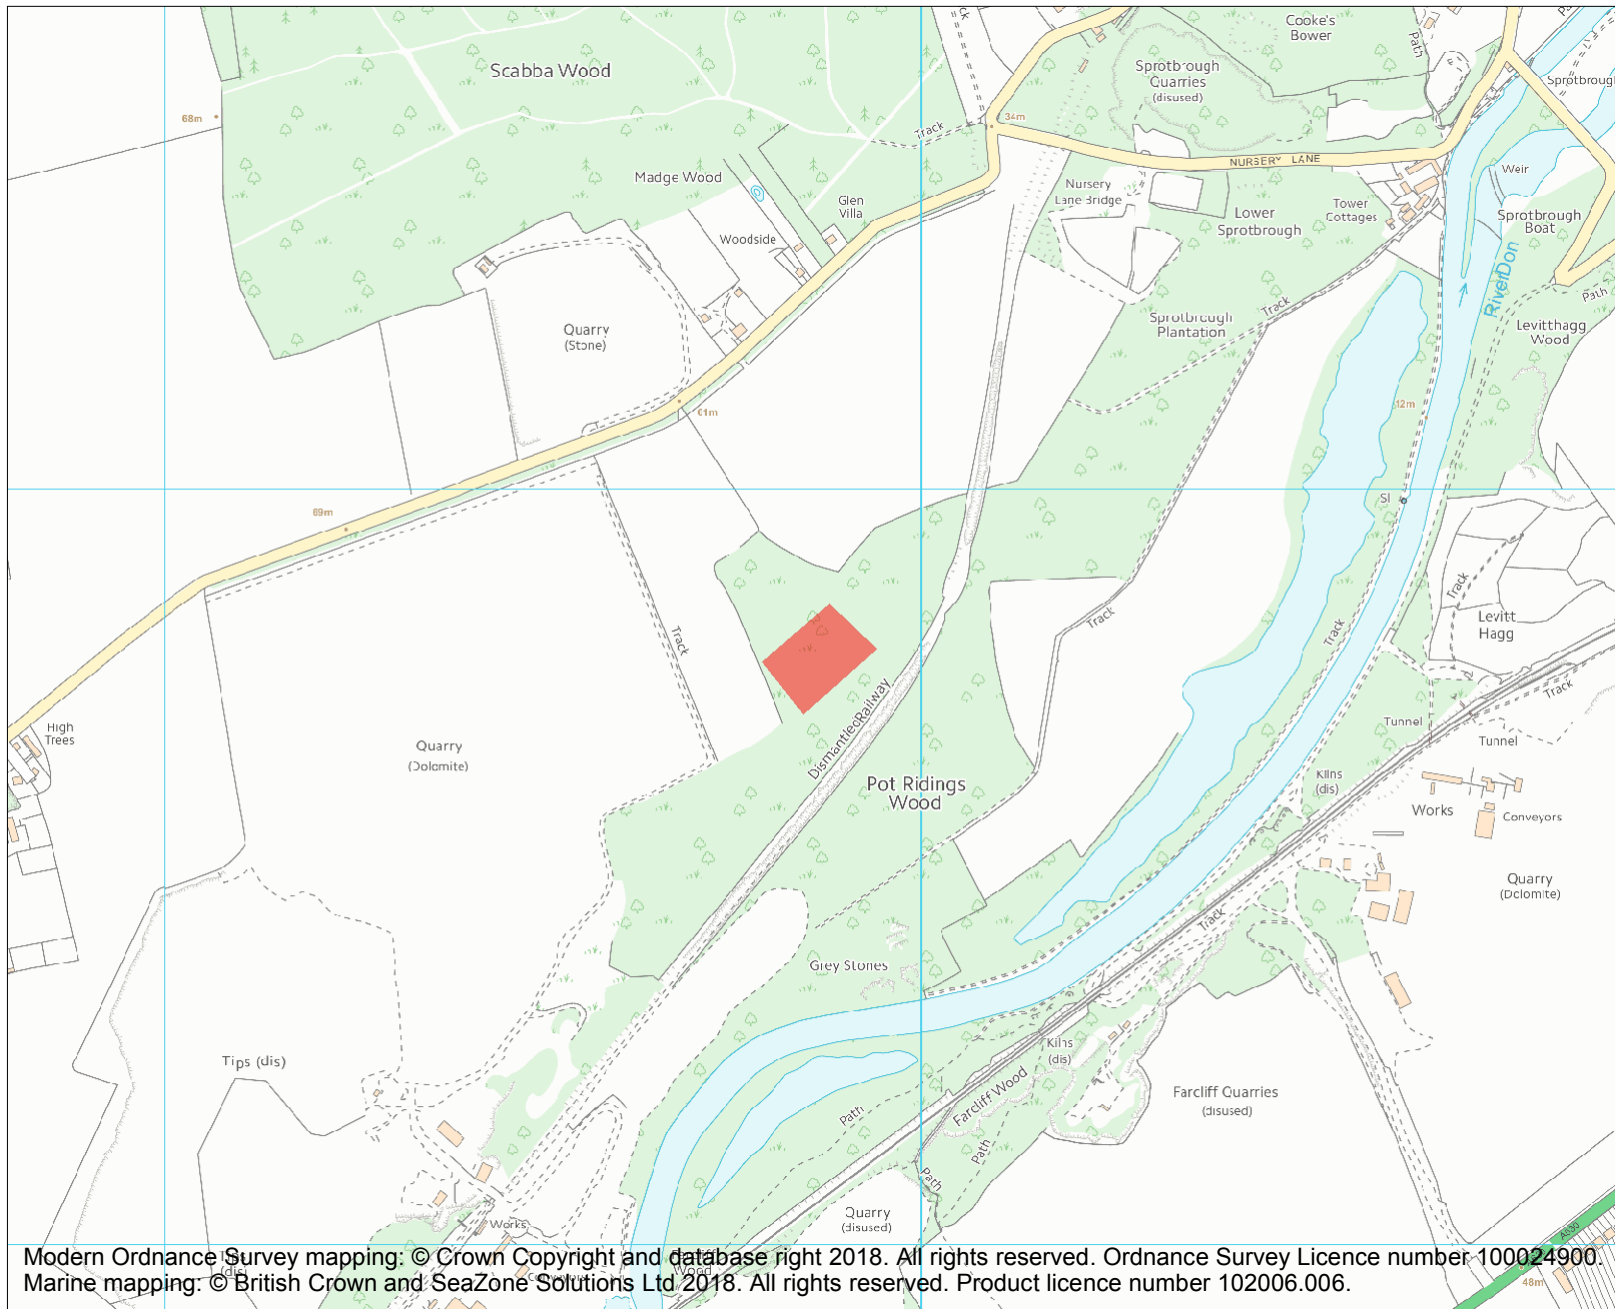 Cooke's
Bower
Path
Track
Scabba Wood
Sprotbrough
Quarries
(disused)
68m
34m
Track
NURSERY LANE
Weir
Madge Wood
Nursery
Lane Bridge
Glen
Villa
Tower
Cottages
Lower
Sprotbrough
Sprotbrough
Boat
Woodside
River Don
Path
Track
Quarry
(Stone)
Sprotbrough
Plantation
Levitthagg
Wood
61m
12m
69m
Sl
Track
Track
Track
Track
Levitt
Hagg
Track
Dismantled Railway
High
Trees
Quarry
(Dolomite)
Tunnel
Tunnel
Pot Ridings
Wood
Kilns
(dis)
Works
Conveyors
Quarry
(Dolomite)
Track
Grey Stones
Tips (dis)
Kilns
(dis)
Farcliff Wood
Farcliff Quarries
(disused)
Path
Path
Path
Quarry
(disused)
Works
A630
48m
Modern Ordnance Survey mapping: © Crown Copyright and database right 2018. All rights reserved. Ordnance Survey Licence number 100024900.
Marine mapping: © British Crown and SeaZone Solutions Ltd 2018. All rights reserved. Product licence number 102006.006.